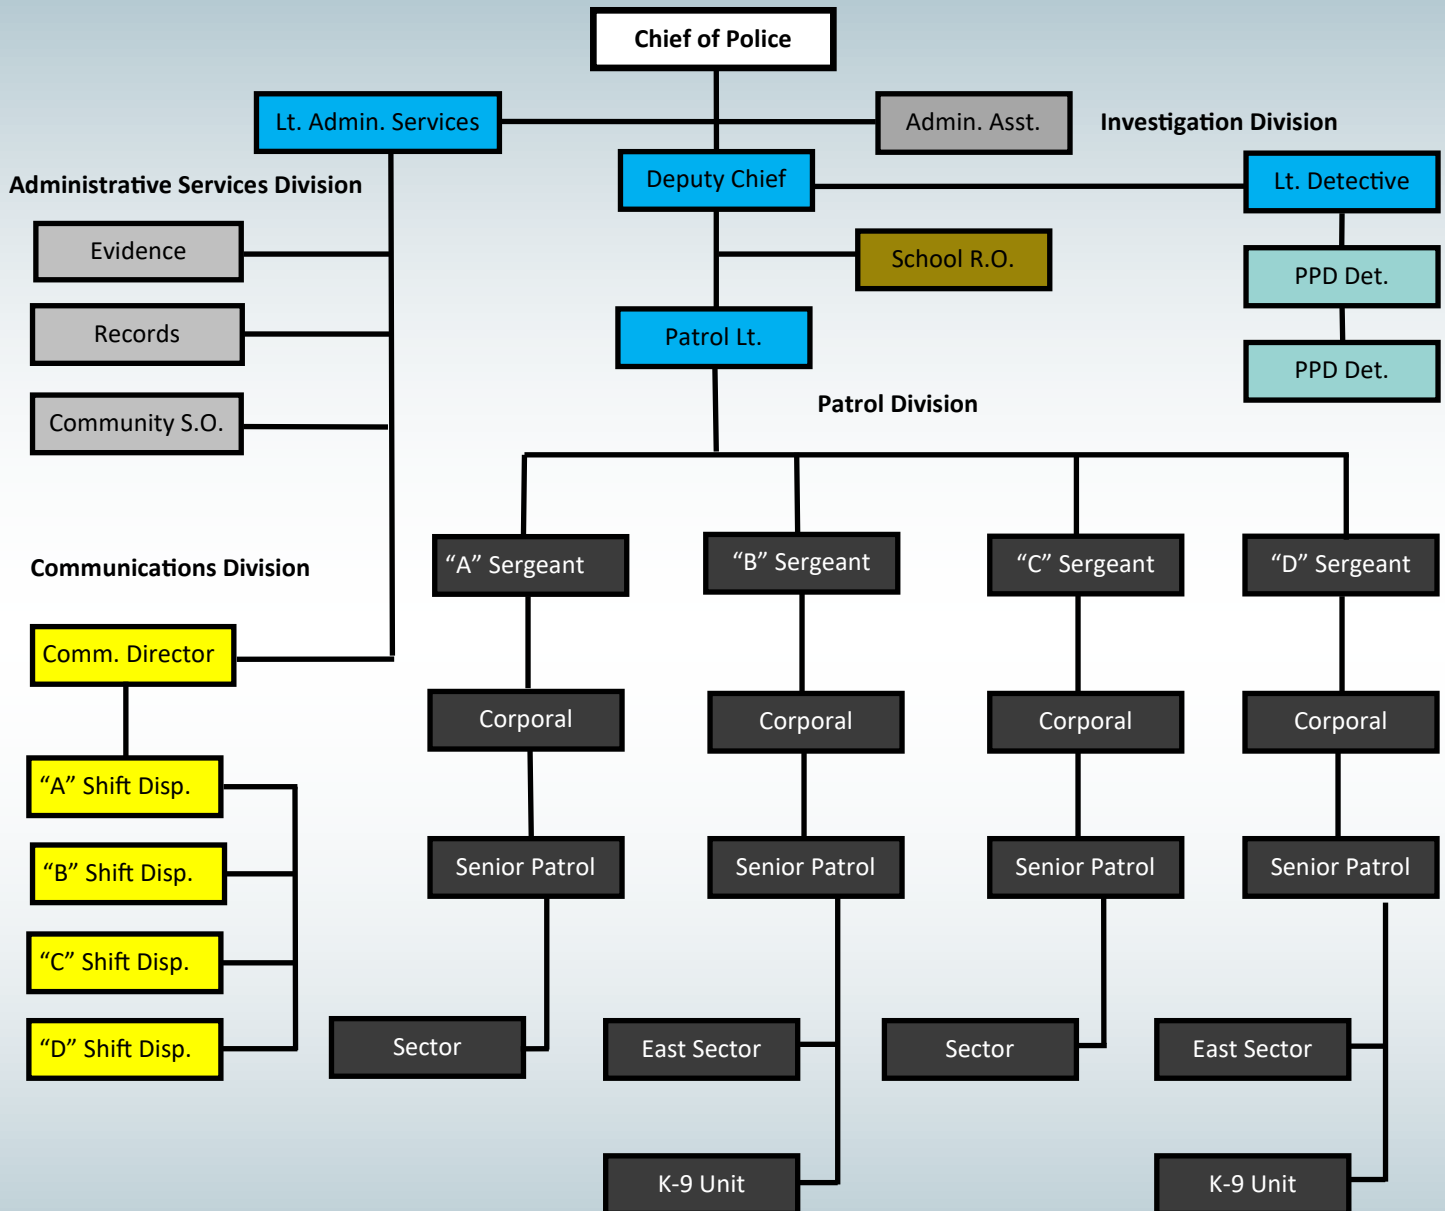 Chief of Police
Lt. Admin. Services
Admin. Asst.
Investigation Division
Administrative Services Division
Deputy Chief
Lt. Detective
Evidence
School R.O.
PPD Det.
Records
Patrol Lt.
PPD Det.
Community S.O.
Patrol Division
Communications Division
“A” Sergeant
“B” Sergeant
“C” Sergeant
“D” Sergeant
Comm. Director
Corporal
Corporal
Corporal
Corporal
“A” Shift Disp.
“B” Shift Disp.
Senior Patrol
Senior Patrol
Senior Patrol
Senior Patrol
“C” Shift Disp.
“D” Shift Disp.
Sector
East Sector
Sector
East Sector
K-9 Unit
K-9 Unit